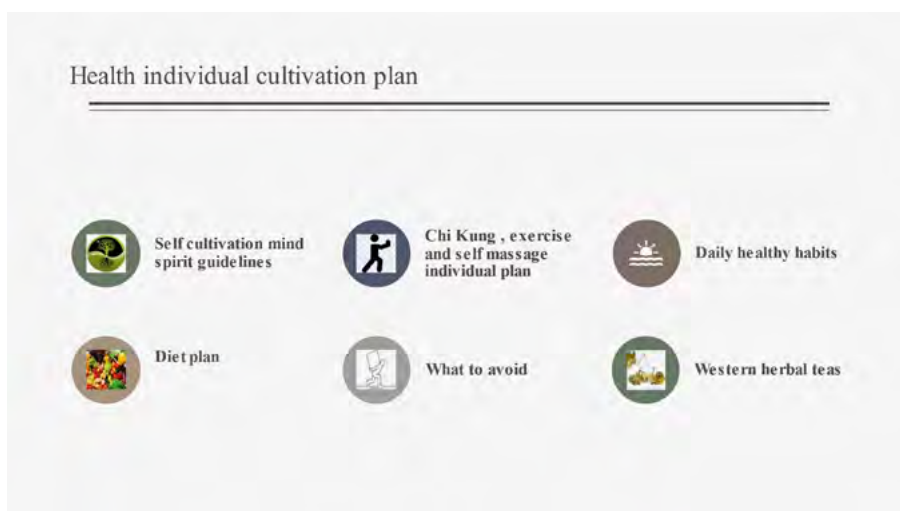 Health individual cultivation plan
Self cultivation mind
spirit guidelines
Chi Kung , exercise
and self massage
individual plan
Daily healthy habits
Diet plan
What to avoid
Western herbal teas